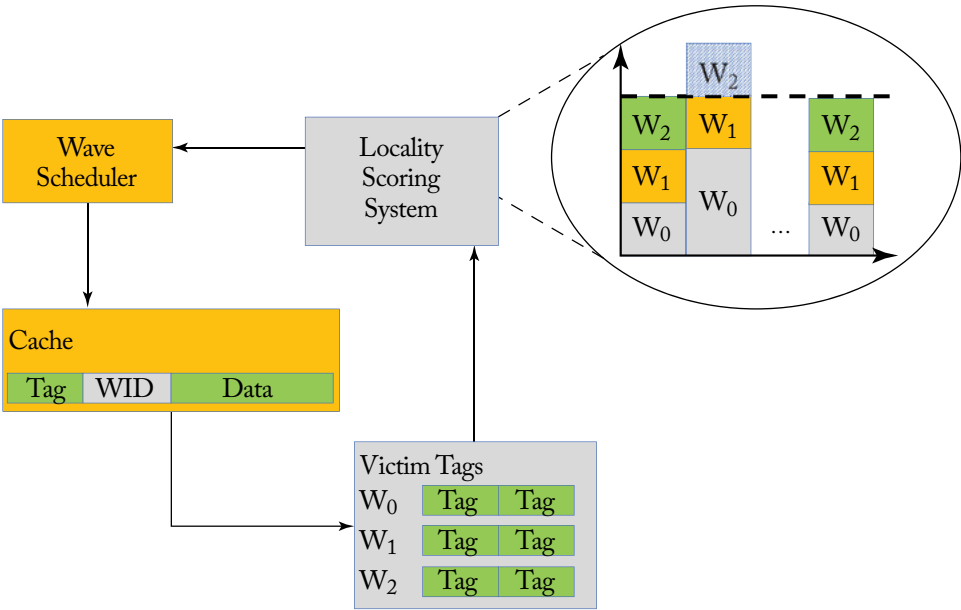 Wave
Scheduler
Locality
Scoring
System
W₂
W₂ W₁ W₂
W₁ W₀ W₁
W₀ ... W₀
Cache
Tag WID Data
Victim Tags
W₀ Tag Tag
W₁ Tag Tag
W₂ Tag Tag